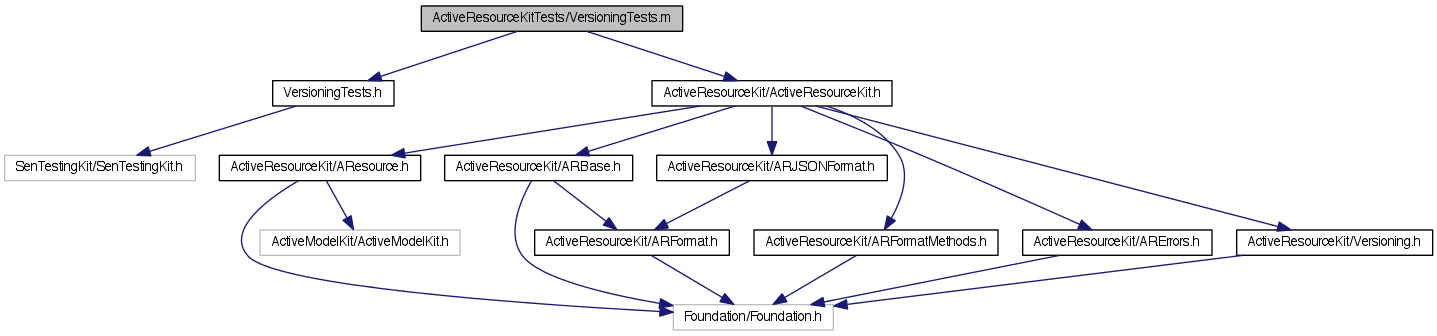 ActiveResourceKitTests/VersioningTests.m
VersioningTests.h
ActiveResourceKit/ActiveResourceKit.h
SenTestingKit/SenTestingKit.h
ActiveResourceKit/AResource.h
ActiveResourceKit/ARBase.h
ActiveResourceKit/ARJSONFormat.h
ActiveModelKit/ActiveModelKit.h
ActiveResourceKit/ARFormat.h
ActiveResourceKit/ARFormatMethods.h
ActiveResourceKit/ARErrors.h
ActiveResourceKit/Versioning.h
Foundation/Foundation.h